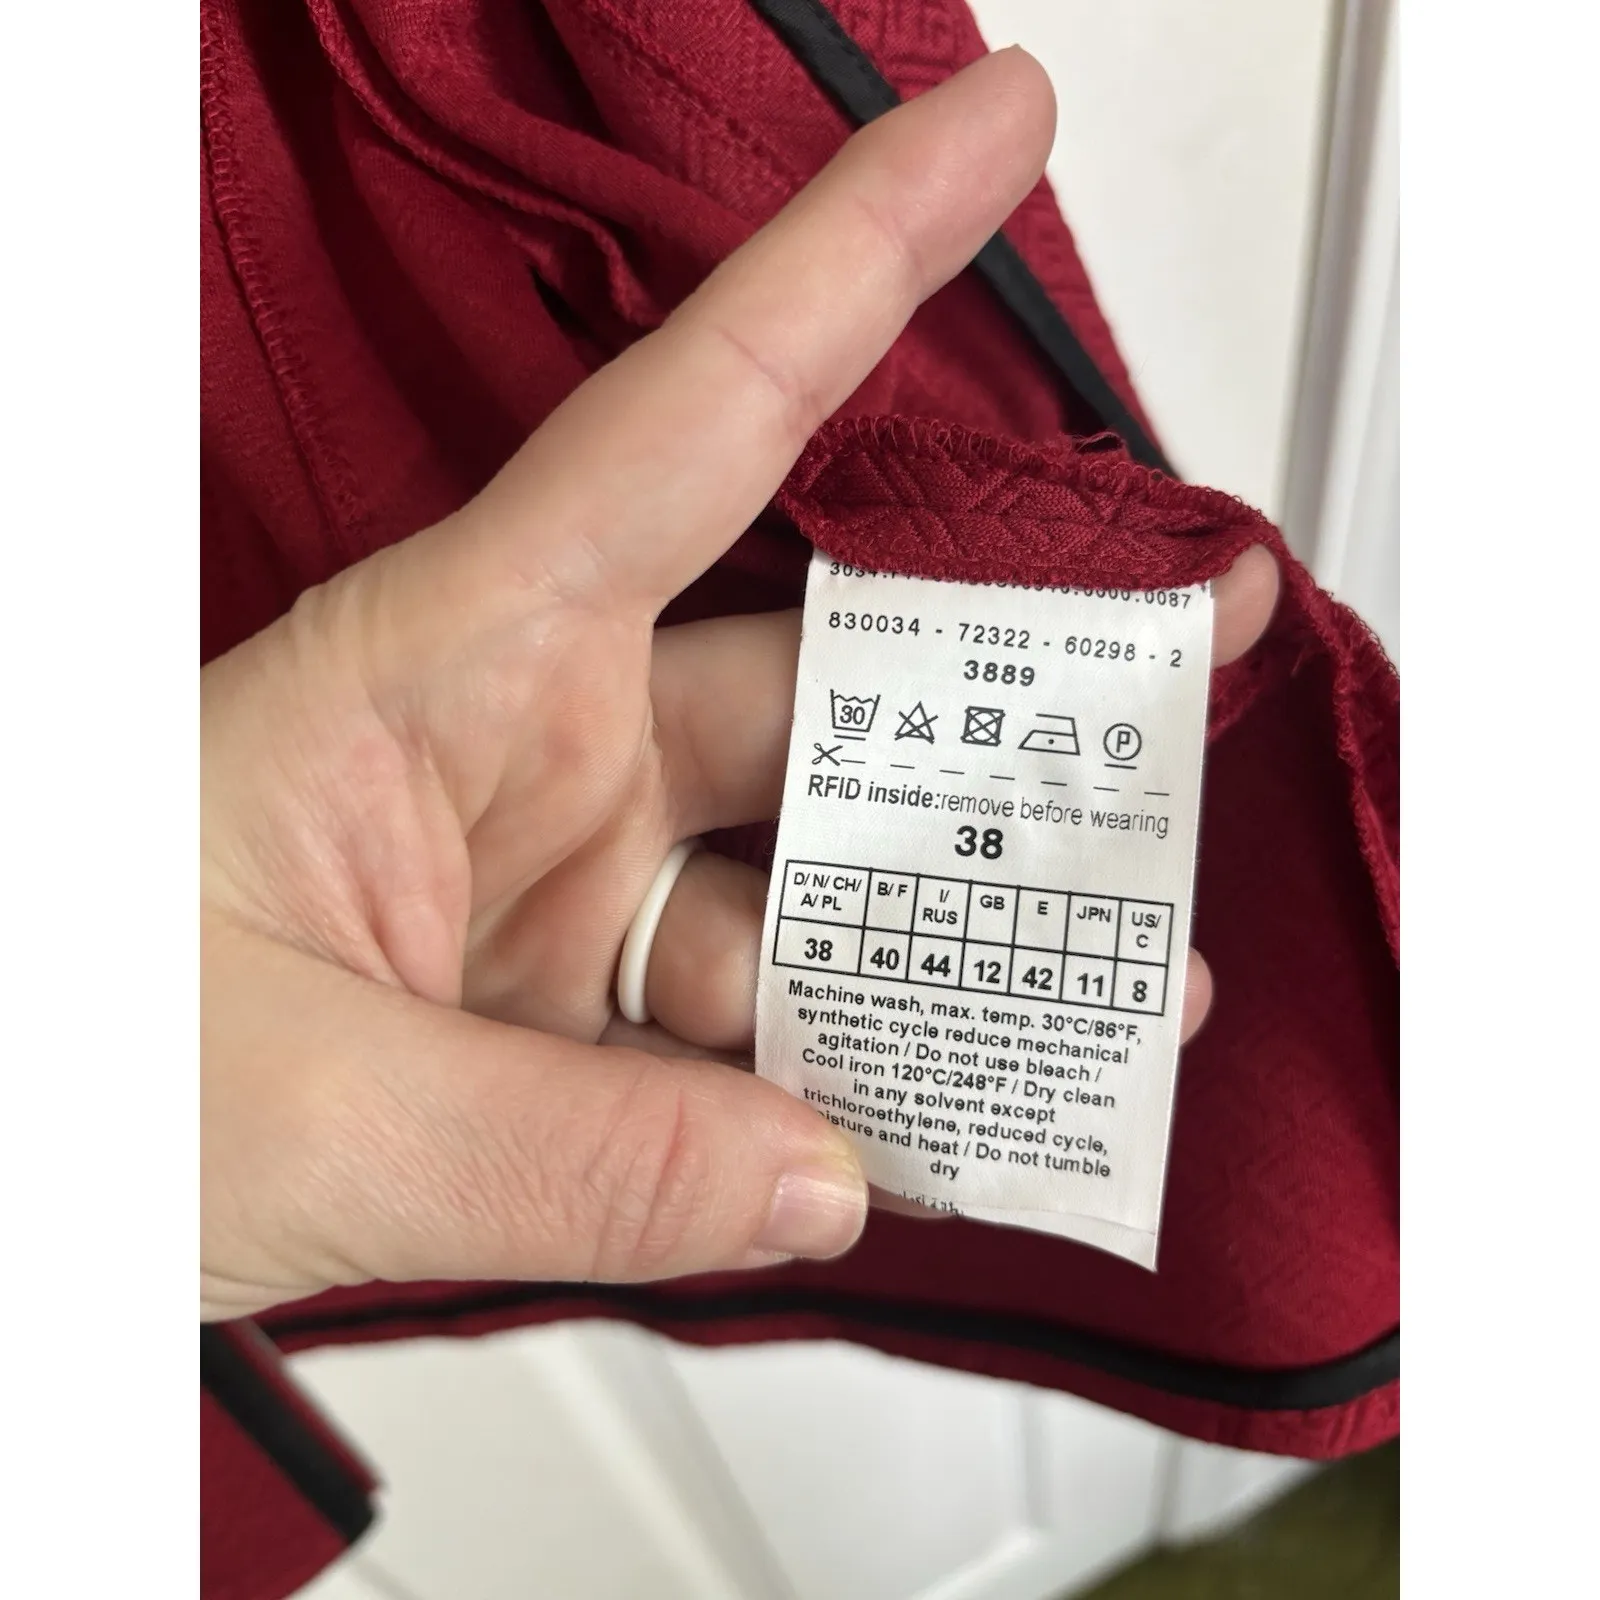 830034 - 72322 - 60298 - 2
3889
30
P
RFID inside:remove before wearing
38
D/ N/ CH/ A/ PL B/ F I/ RUS GB E JPN US/ C
38 40 44 12 42 11 8
Machine wash, max. temp. 30°C/86°F,
synthetic cycle reduce mechanical
agitation / Do not use bleach /
Cool iron 120°C/248°F / Dry clean
in any solvent except
trichloroethylene, reduced cycle,
and heat / Do not tumble
dry